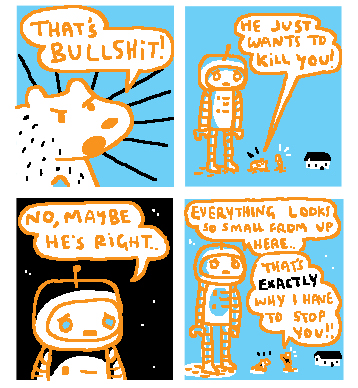 THAT'S
BULLSHIT!
HE JUST
WANTS TO
KILL YOU!
NO, MAYBE
HE'S RIGHT..
EVERYTHING LOOKS
SO SMALL FROM UP
HERE..
THAT'S
EXACTLY
WHY I HAVE
TO STOP
YOU!!